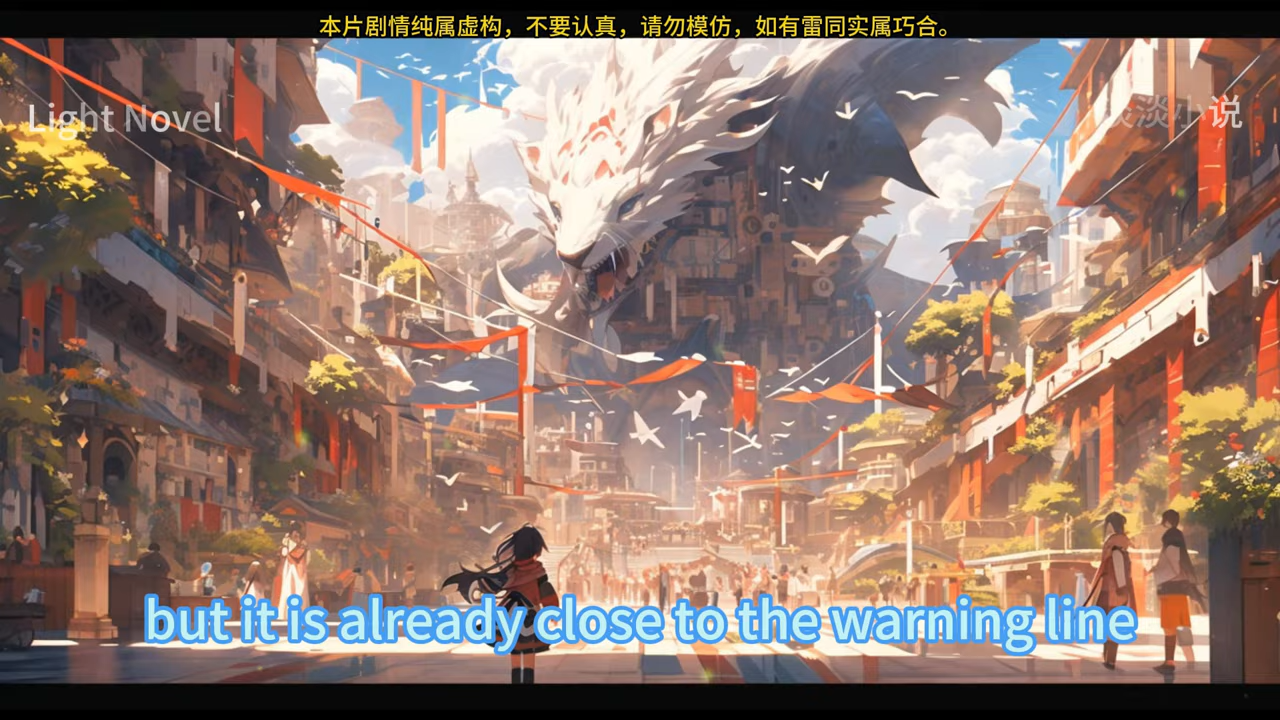 本片剧情纯属虚构，不要认真，请勿模仿，如有雷同实属巧合。
Light Novel
淡小说
but it is already close to the warning line